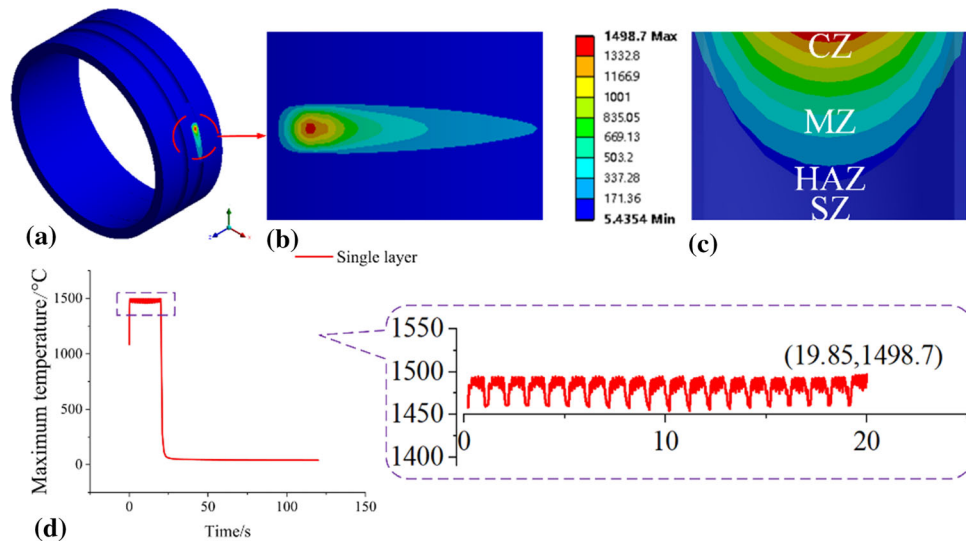 1498.7 Max
1332.8
11669
1001
835.05
669.13
503.2
337.28
171.36
5.4354 Min
CZ
MZ
HAZ
SZ
(a)
(b)
(c)
Single layer
Maximum temperature/°C
1500
1000
500
0
0
50
100
150
Time/s
(d)
1550
1500
1450
1400
(19.85,1498.7)
0
10
20